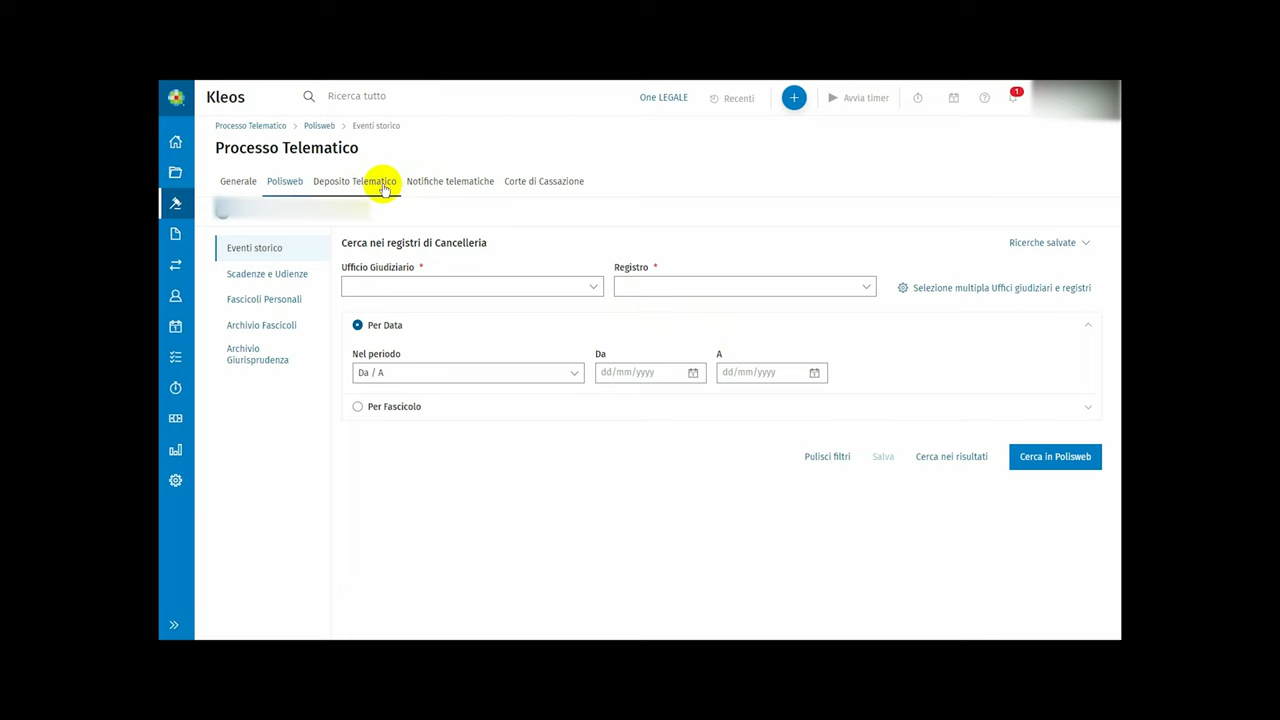 Kleos
Ricerca tutto
One LEGALE
Recenti
+
Avvia timer
1
Processo Telematico > Polisweb > Eventi storico
Processo Telematico
Generale
Polisweb
Deposito Telematico
Notifiche telematiche
Corte di Cassazione
Eventi storico
Scadenze e Udienze
Fascicoli Personali
Archivio Fascicoli
Archivio
Giurisprudenza
Cerca nei registri di Cancelleria
Ricerche salvate
Ufficio Giudiziario *
Registro *
Selezione multipla Uffici giudiziari e registri
Per Data
Nel periodo
Da
A
Da / A
dd/mm/yyyy
dd/mm/yyyy
Per Fascicolo
Pulisci filtri
Salva
Cerca nei risultati
Cerca in Polisweb